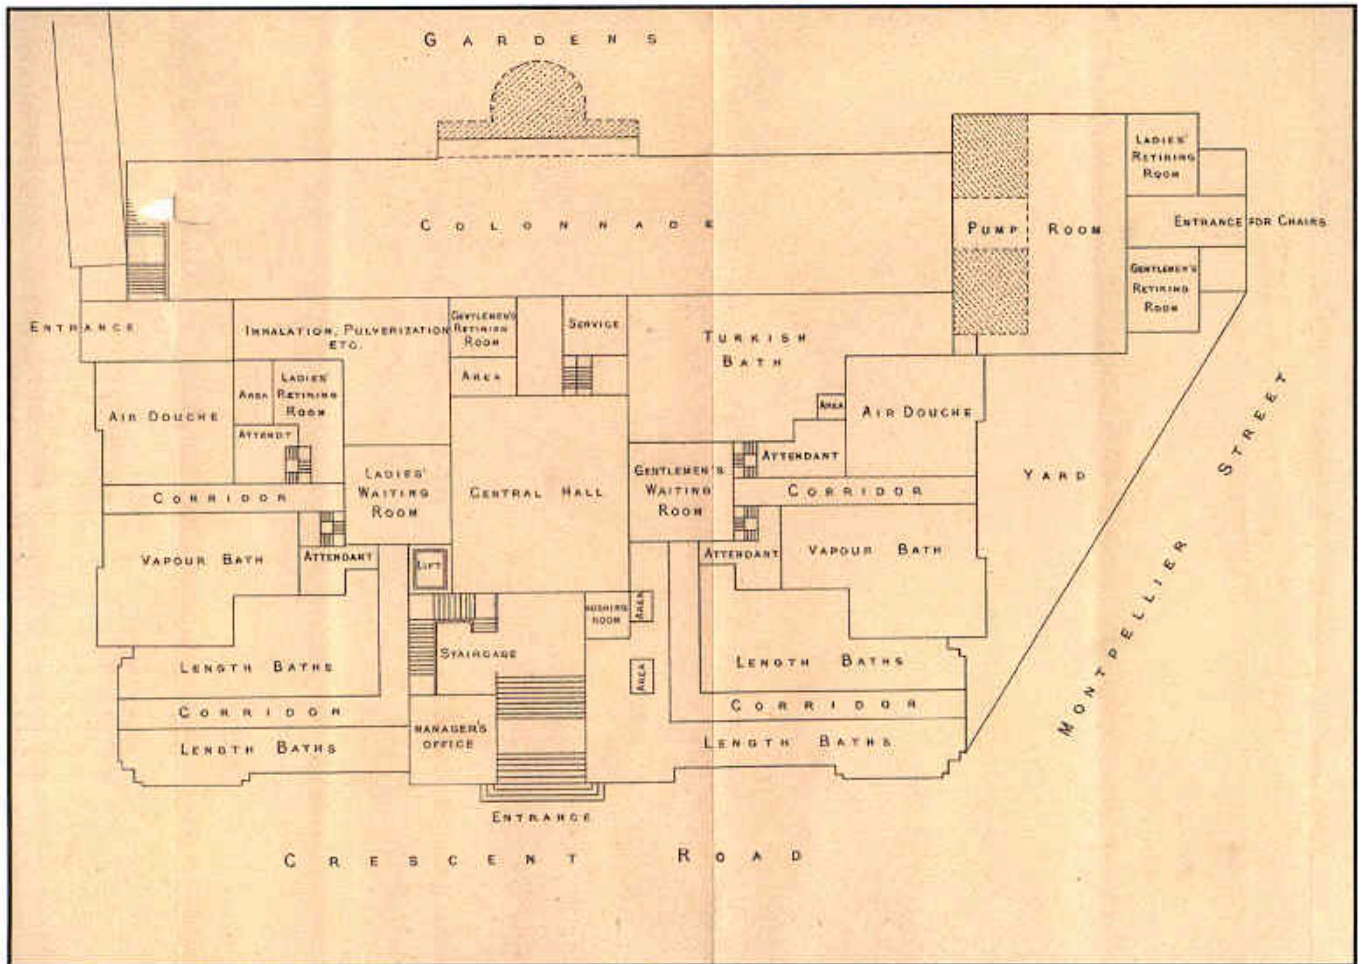 GARDENS
LADIES'
RETIRING
ROOM
COLONNADE
PUMP ROOM
ENTRANCE FOR CHAIRS
GENTLEMEN'S
RETIRING
ROOM
ENTRANCE
INHALATION, PULVERIZATION
ETC.
GENTLEMEN'S
RETIRING
ROOM
SERVICE
TURKISH
BATH
AREA
LADIES'
RETIRING
ROOM
AREA
AIR DOUCHE
ATTENDT
AREA
AIR DOUCHE
ATTENDANT
YARD
MONTPELLIER STREET
CORRIDOR
LADIES'
WAITING
ROOM
CENTRAL HALL
GENTLEMEN'S
WAITING
ROOM
CORRIDOR
VAPOUR BATH
ATTENDANT
LIFT
ATTENDANT
VAPOUR BATH
ROOM
AREA
STAIRCASE
AREA
LENGTH BATHS
LENGTH BATHS
CORRIDOR
CORRIDOR
LENGTH BATHS
MANAGER'S
OFFICE
LENGTH BATHS
ENTRANCE
CRESCENT ROAD